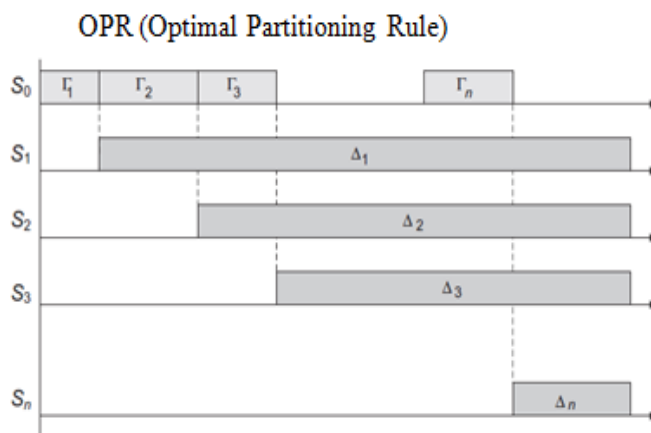 OPR (Optimal Partitioning Rule)
S₀ Γ₁ Γ₂ Γ₃ Γₙ
S₁ Δ₁
S₂ Δ₂
S₃ Δ₃
Sₙ Δₙ